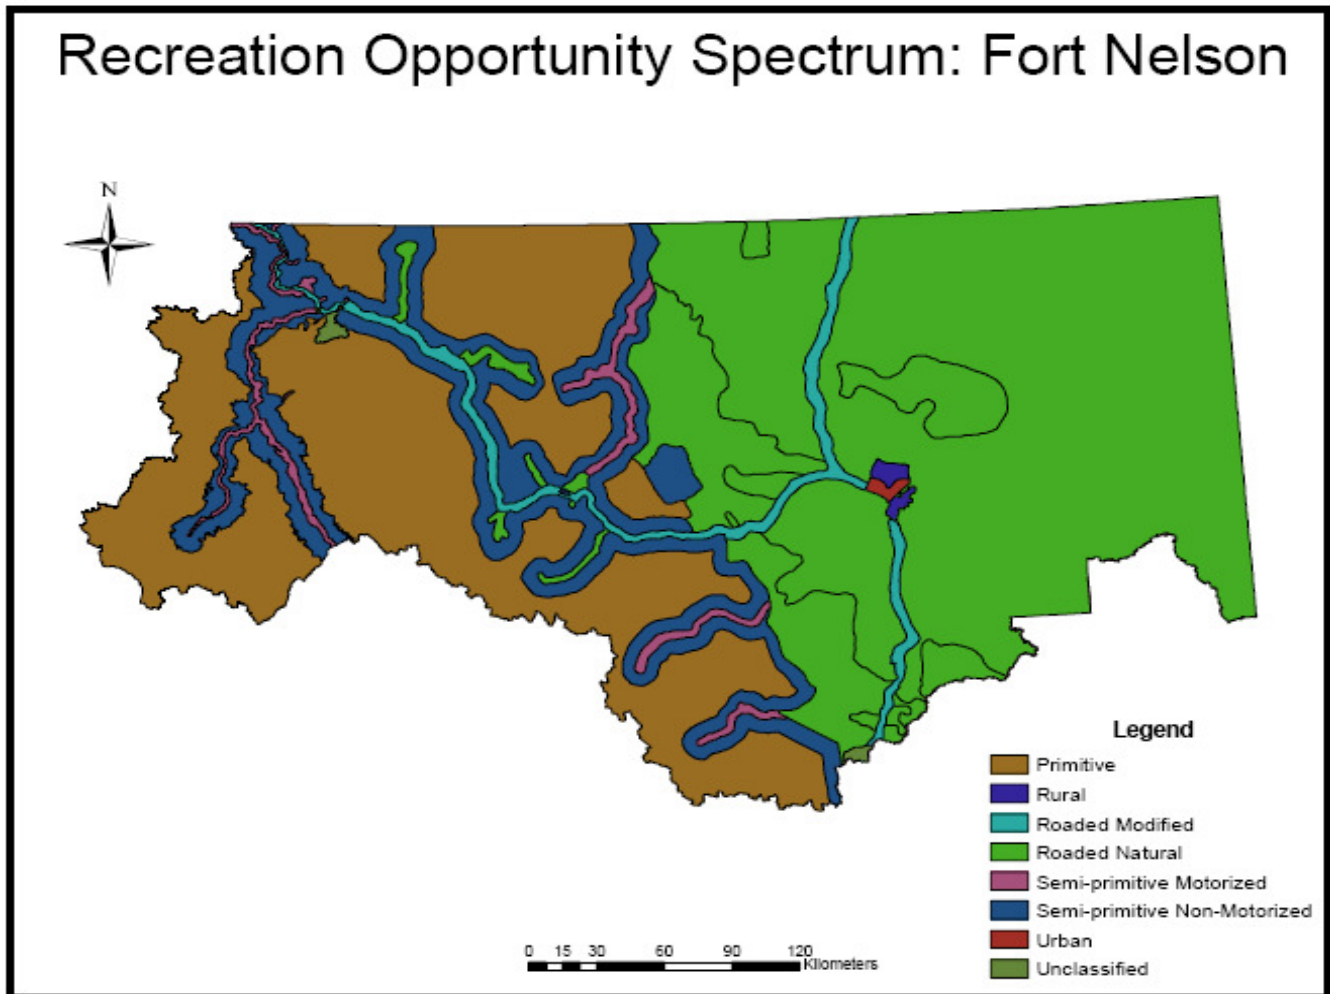 Recreation Opportunity Spectrum: Fort Nelson
N
Legend
Primitive
Rural
Roaded Modified
Roaded Natural
Semi-primitive Motorized
Semi-primitive Non-Motorized
Urban
Unclassified
0 15 30 60 90 120
Kilometers